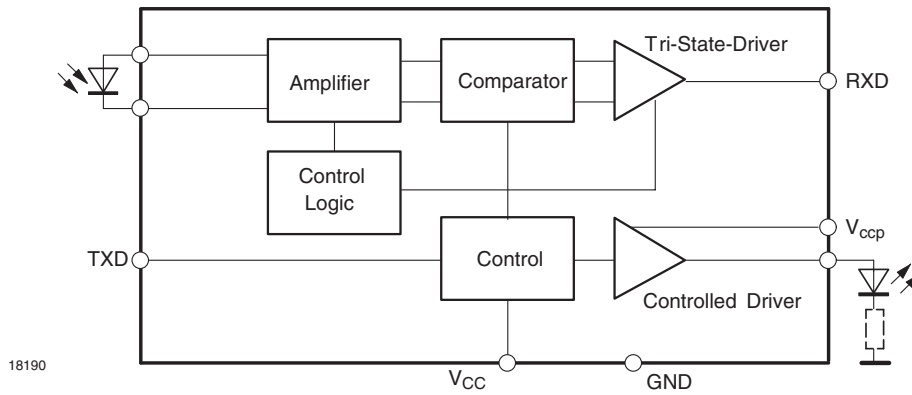 Tri-State-Driver
Amplifier
Comparator
RXD
Control
Logic
Vccp
TXD
Control
Controlled Driver
18190
VCC
GND